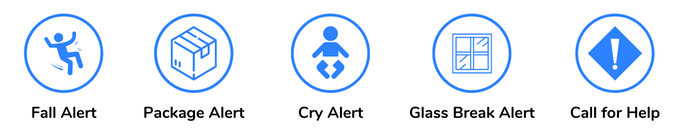 Fall Alert
Package Alert
Cry Alert
Glass Break Alert
Call for Help